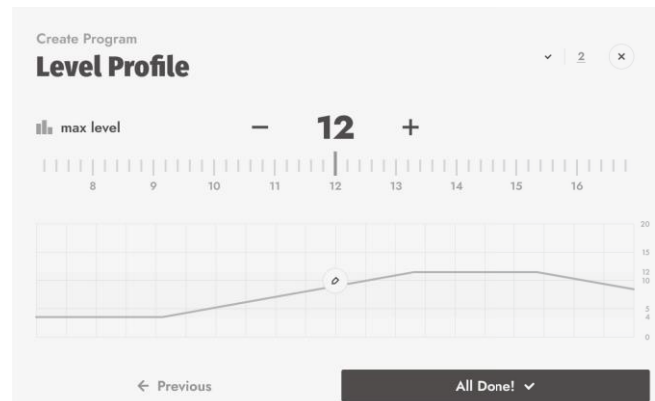 Create Program
Level Profile
2
max level
12
8 9 10 11 12 13 14 15 16
20
15
12
10
5
4
0
← Previous
All Done!